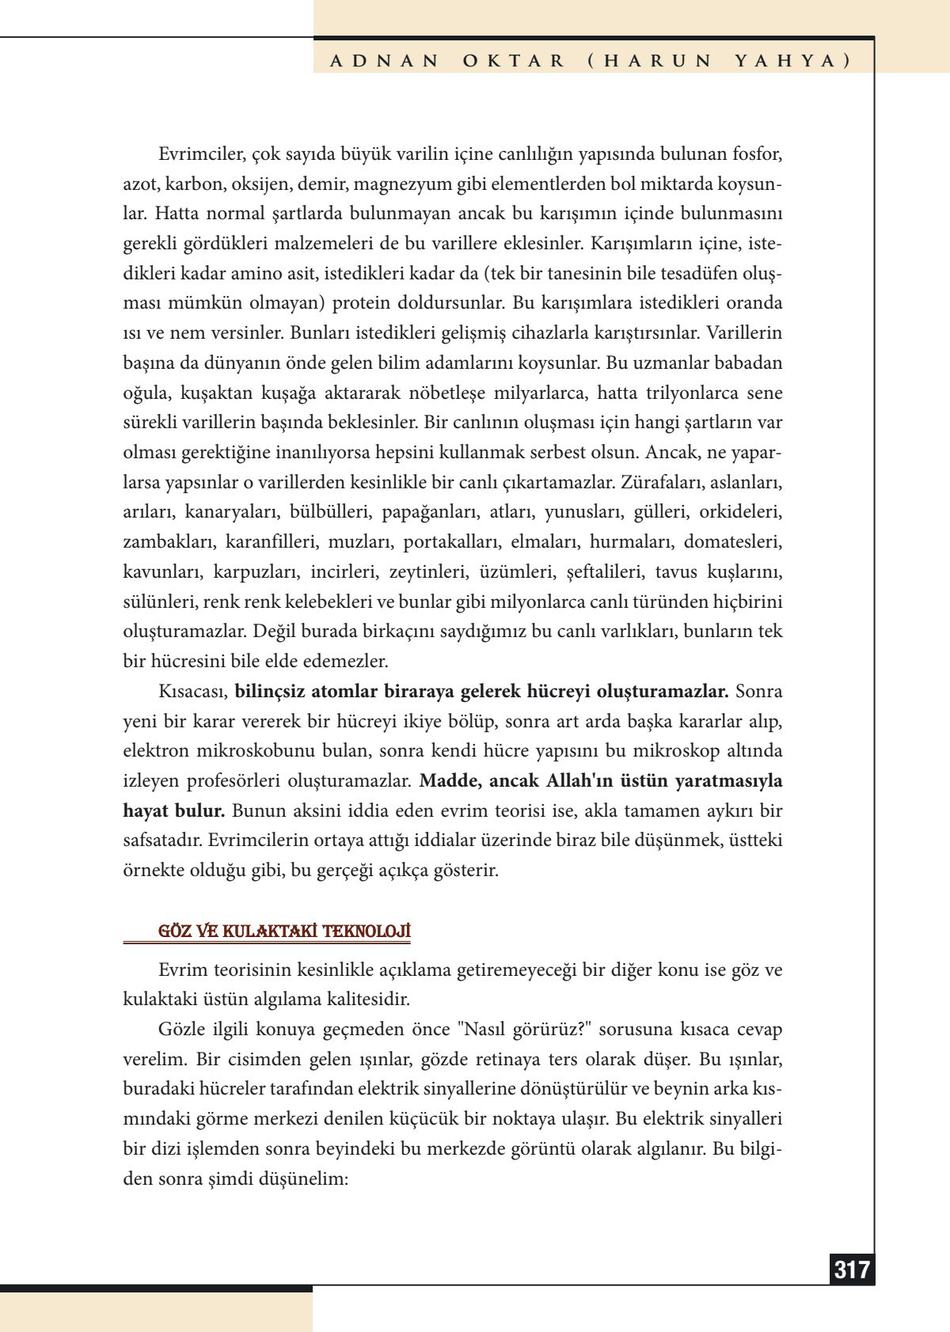 ADNAN OKTAR (HARUN YAHYA)
Evrimciler, çok sayıda büyük varilin içine canlılığın yapısında bulunan fosfor,
azot, karbon, oksijen, demir, magnezyum gibi elementlerden bol miktarda koysun-
lar. Hatta normal şartlarda bulunmayan ancak bu karışımın içinde bulunmasını
gerekli gördükleri malzemeleri de bu varillere eklesinler. Karışımların içine, iste-
dikleri kadar amino asit, istedikleri kadar da (tek bir tanesinin bile tesadüfen oluş-
ması mümkün olmayan) protein doldursunlar. Bu karışımlara istedikleri oranda
ısı ve nem versinler. Bunları istedikleri gelişmiş cihazlarla karıştırsınlar. Varillerin
başına da dünyanın önde gelen bilim adamlarını koysunlar. Bu uzmanlar babadan
oğula, kuşaktan kuşağa aktararak nöbetleşe milyarlarca, hatta trilyonlarca sene
sürekli varillerin başında beklesinler. Bir canlının oluşması için hangi şartların var
olması gerektiğine inanılıyorsa hepsini kullanmak serbest olsun. Ancak, ne yapar-
larsa yapsınlar o varillerden kesinlikle bir canlı çıkartamazlar. Zürafaları, aslanları,
arıları, kanaryaları, bülbülleri, papağanları, atları, yunusları, gülleri, orkideleri,
zambakları, karanfilleri, muzları, portakalları, elmaları, hurmaları, domatesleri,
kavunları, karpuzları, incirleri, zeytinleri, üzümleri, şeftalileri, tavus kuşlarını,
sülünleri, renk renk kelebekleri ve bunlar gibi milyonlarca canlı türünden hiçbirini
oluşturamazlar. Değil burada birkaçını saydığımız bu canlı varlıkları, bunların tek
bir hücresini bile elde edemezler.
Kısacası, bilinçsiz atomlar biraraya gelerek hücreyi oluşturamazlar. Sonra
yeni bir karar vererek bir hücreyi ikiye bölüp, sonra art arda başka kararlar alıp,
elektron mikroskobunu bulan, sonra kendi hücre yapısını bu mikroskop altında
izleyen profesörleri oluşturamazlar. Madde, ancak Allah'ın üstün yaratmasıyla
hayat bulur. Bunun aksini iddia eden evrim teorisi ise, akla tamamen aykırı bir
safsatadır. Evrimcilerin ortaya attığı iddialar üzerinde biraz bile düşünmek, üstteki
örnekte olduğu gibi, bu gerçeği açıkça gösterir.
GÖZ VE KULAKTAKİ TEKNOLOJİ
Evrim teorisinin kesinlikle açıklama getiremeyeceği bir diğer konu ise göz ve
kulaktaki üstün algılama kalitesidir.
Gözle ilgili konuya geçmeden önce "Nasıl görürüz?" sorusuna kısaca cevap
verelim. Bir cisimden gelen ışınlar, gözde retinaya ters olarak düşer. Bu ışınlar,
buradaki hücreler tarafından elektrik sinyallerine dönüştürülür ve beynin arka kıs-
mındaki görme merkezi denilen küçücük bir noktaya ulaşır. Bu elektrik sinyalleri
bir dizi işlemden sonra beyindeki bu merkezde görüntü olarak algılanır. Bu bilgi-
den sonra şimdi düşünelim:
317